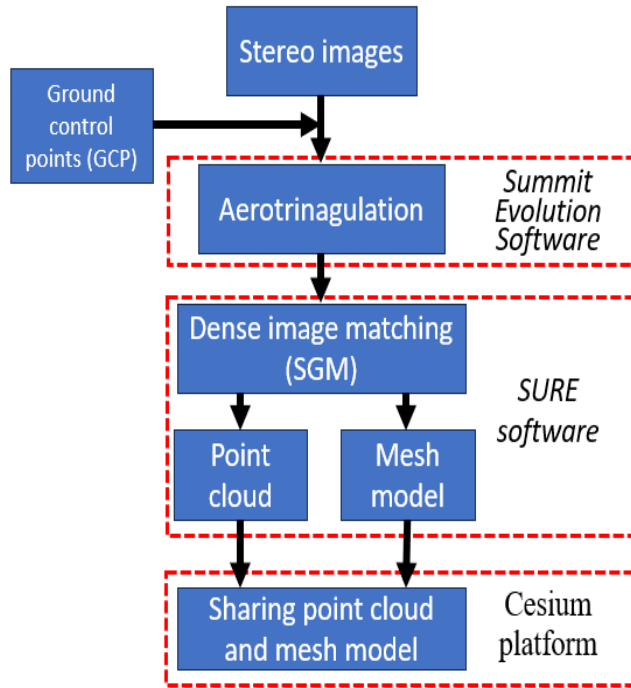 Stereo images
Ground
control
points (GCP)
Aerotrinagulation
Summit
Evolution
Software
Dense image matching
(SGM)
SURE
software
Point
cloud
Mesh
model
Sharing point cloud
and mesh model
Cesium
platform